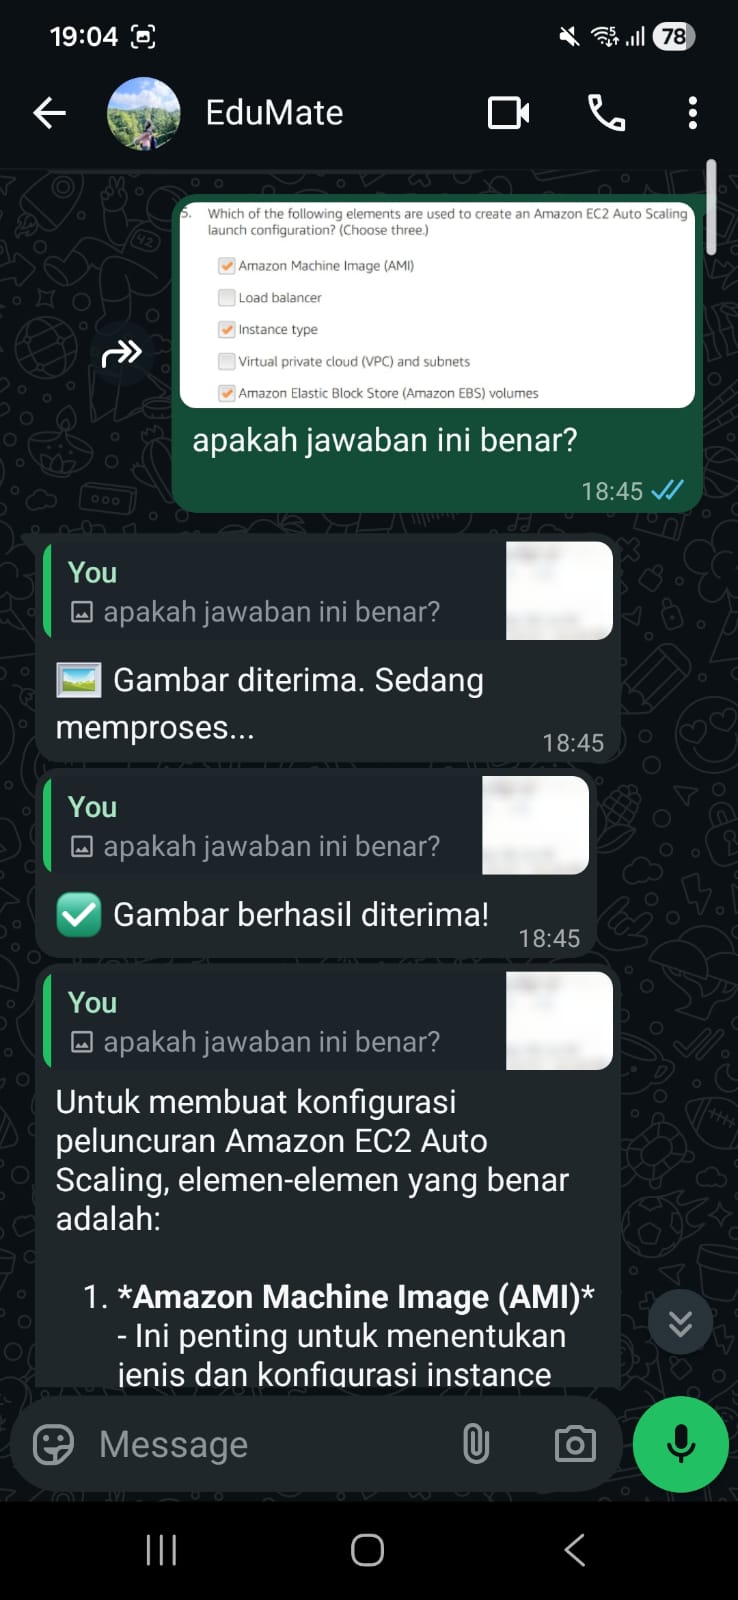 19:04
78
EduMate
5. Which of the following elements are used to create an Amazon EC2 Auto Scaling
launch configuration? (Choose three.)
Amazon Machine Image (AMI)
Load balancer
Instance type
Virtual private cloud (VPC) and subnets
Amazon Elastic Block Store (Amazon EBS) volumes
apakah jawaban ini benar?
18:45
You
apakah jawaban ini benar?
Gambar diterima. Sedang
memproses...
18:45
You
apakah jawaban ini benar?
Gambar berhasil diterima!
18:45
You
apakah jawaban ini benar?
Untuk membuat konfigurasi
peluncuran Amazon EC2 Auto
Scaling, elemen-elemen yang benar
adalah:
1. *Amazon Machine Image (AMI)*
- Ini penting untuk menentukan
jenis dan konfigurasi instance
Message